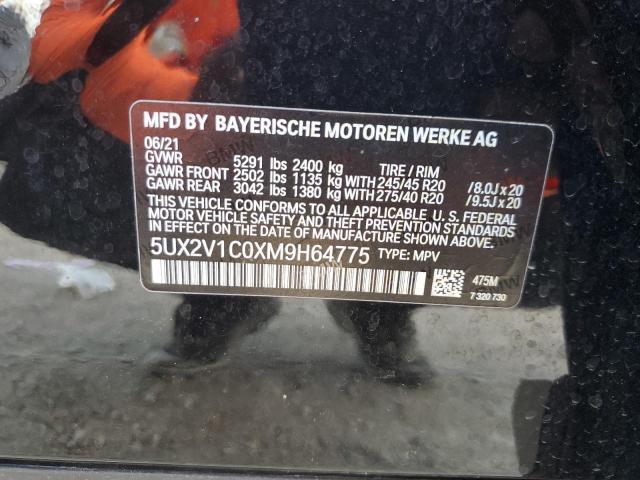 MFD BY BAYERISCHE MOTOREN WERKE AG
06/21
GVWR 5291 lbs 2400 kg TIRE / RIM
GAWR FRONT 2502 lbs 1135 kg WITH 245/45 R20 / 8.0J x 20
GAWR REAR 3042 lbs 1380 kg WITH 275/40 R20 / 9.5J x 20
THIS VEHICLE CONFORMS TO ALL APPLICABLE U. S. FEDERAL
MOTOR VEHICLE SAFETY AND THEFT PREVENTION STANDARDS
IN EFFECT ON THE DATE OF MANUFACTURE SHOWN ABOVE
5UX2V1C0XM9H64775 TYPE: MPV
475M
7 320 730